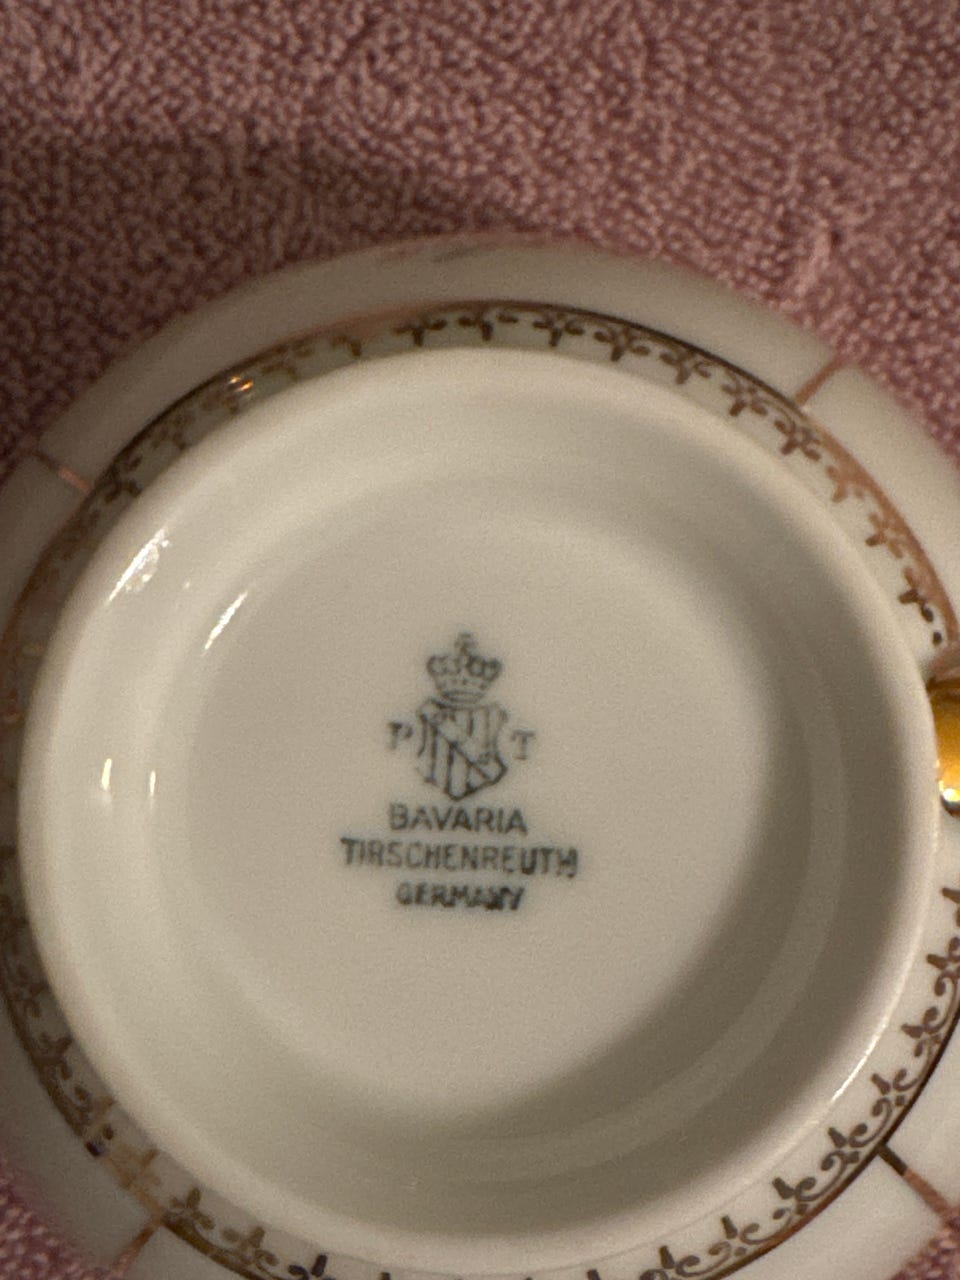 P T
BAVARIA
TIRSCHENREUTH
GERMANY